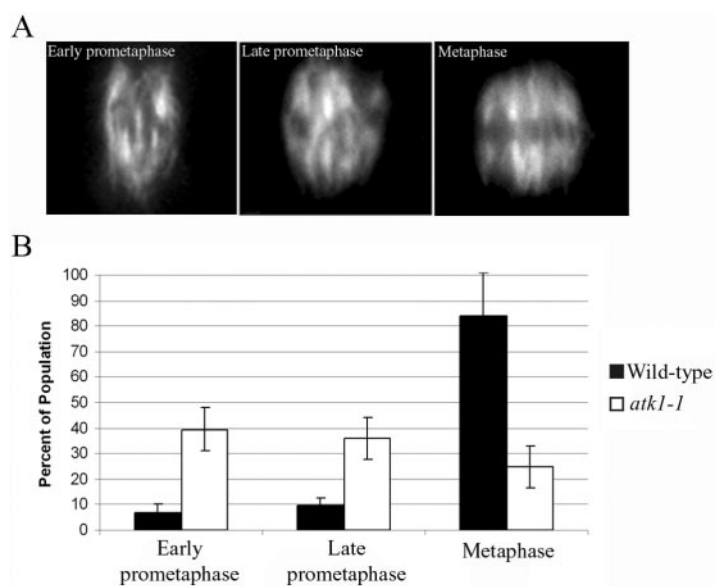 A
Early prometaphase
Late prometaphase
Metaphase
B
Percent of Population
100
90
80
70
60
50
40
30
20
10
0
Early
prometaphase
Late
prometaphase
Metaphase
Wild-type
atk1-1